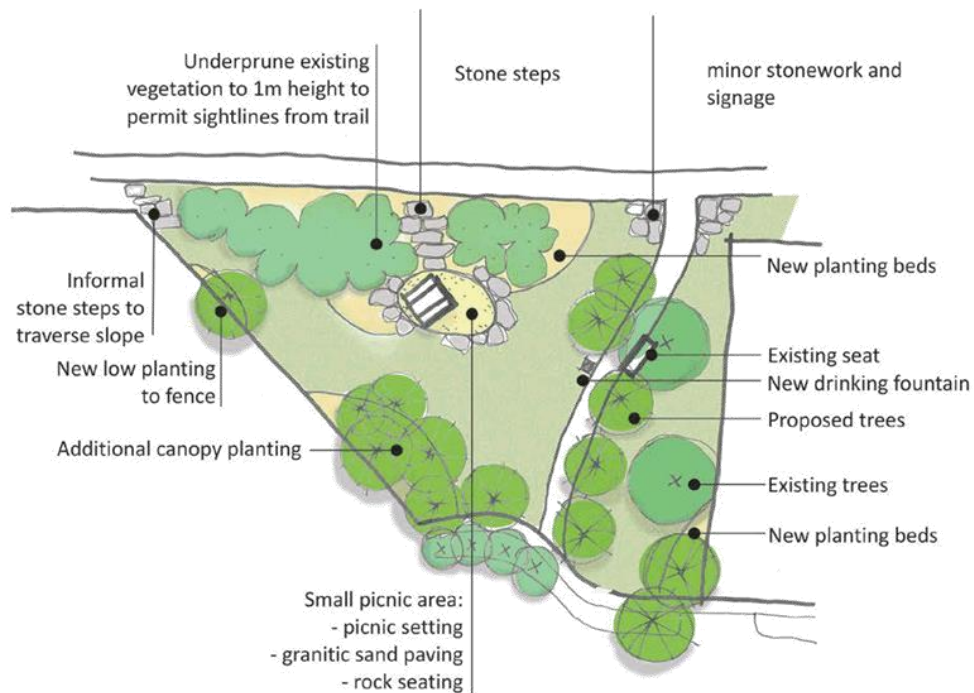 Underprune existing
vegetation to 1m height to
permit sightlines from trail
Stone steps
minor stonework and
signage
Informal
stone steps to
traverse slope
New low planting
to fence
Additional canopy planting
Small picnic area:
- picnic setting
- granitic sand paving
- rock seating
New planting beds
Existing seat
New drinking fountain
Proposed trees
Existing trees
New planting beds